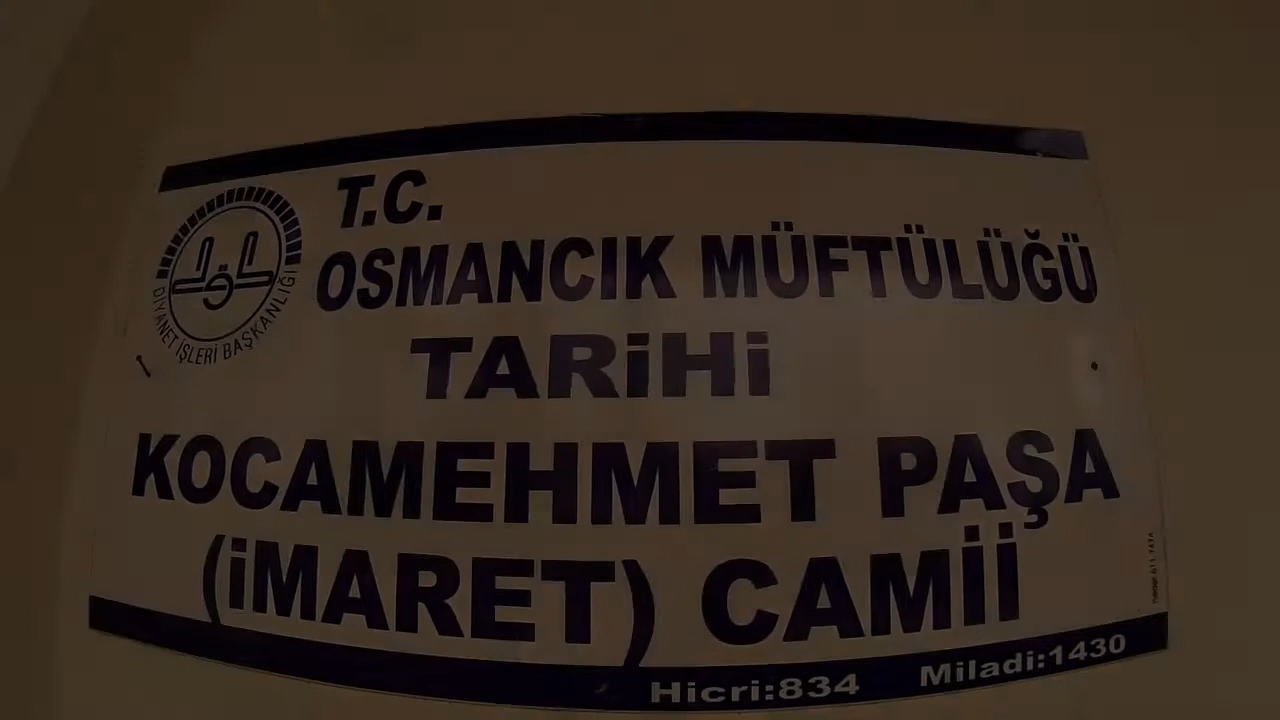 T.C.
OSMANCIK MÜFTÜLÜĞÜ
TARİHİ
KOCAMEHMET PAŞA
(İMARET) CAMİİ
Hicri:834 Miladi:1430
DİYANET İŞLERİ BAŞKANLIĞI